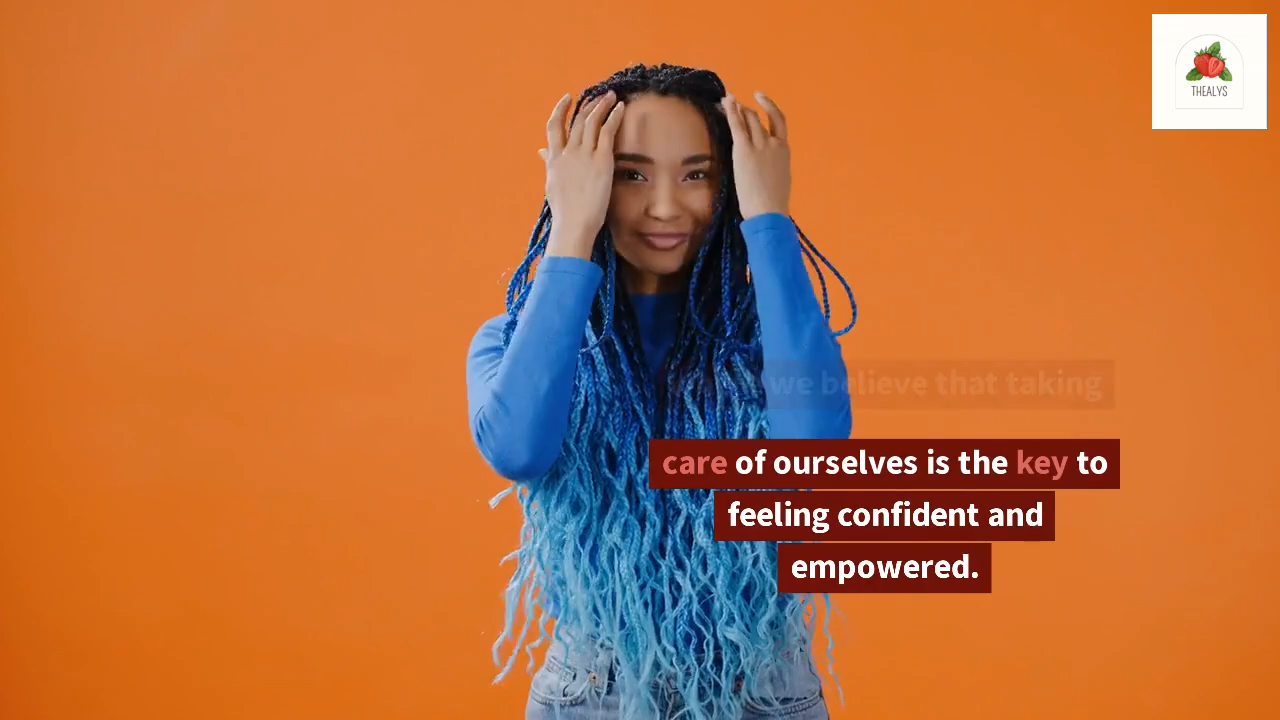 THEALYS
we believe that taking
care of ourselves is the key to
feeling confident and
empowered.